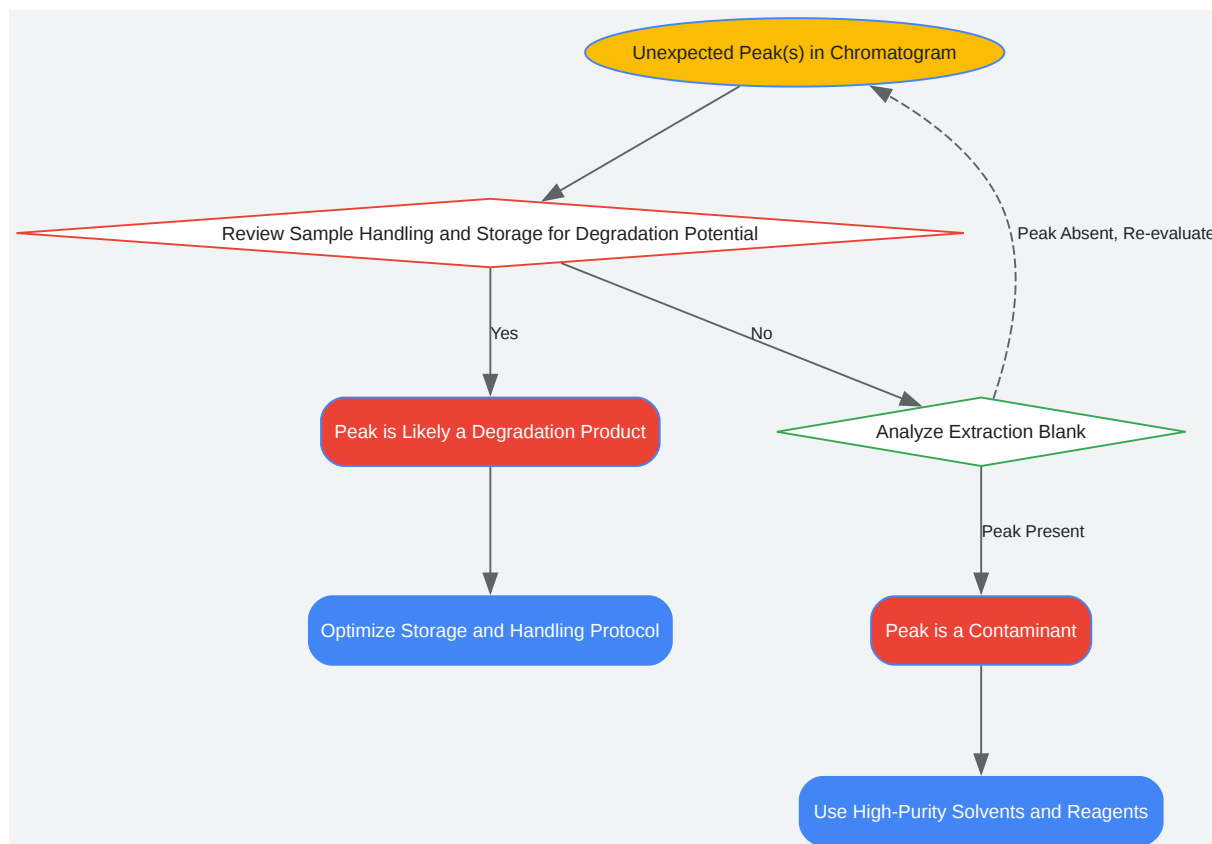 Unexpected Peak(s) in Chromatogram
Review Sample Handling and Storage for Degradation Potential
Peak Absent, Re-evaluate
Yes
No
Peak is Likely a Degradation Product
Analyze Extraction Blank
Peak Present
Optimize Storage and Handling Protocol
Peak is a Contaminant
Use High-Purity Solvents and Reagents